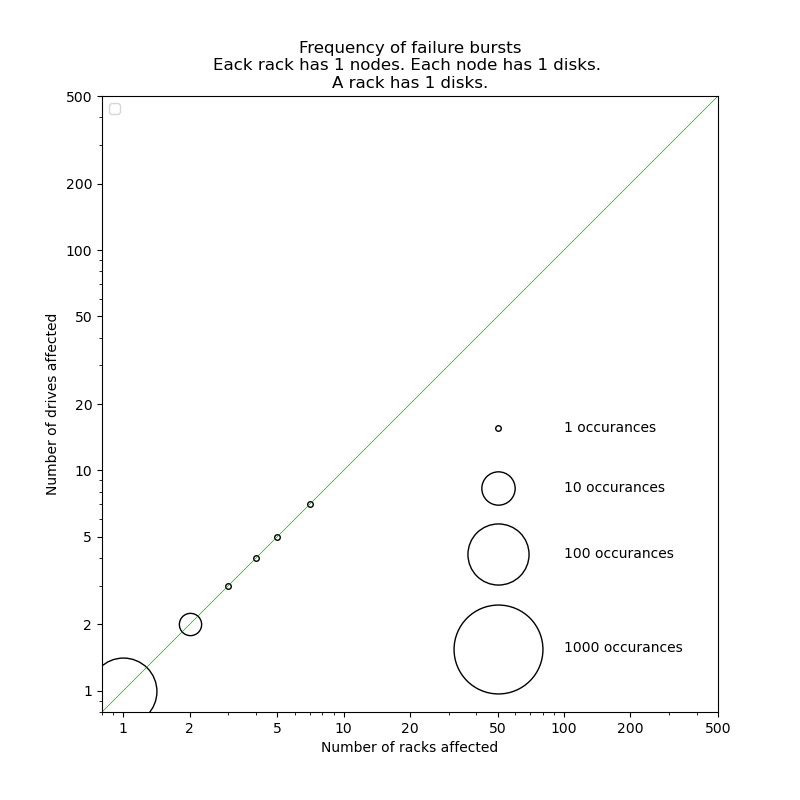 Frequency of failure bursts
Eack rack has 1 nodes. Each node has 1 disks.
A rack has 1 disks.
500
200
100
50
20
10
5
2
1
Number of drives affected
1 occurances
10 occurances
100 occurances
1000 occurances
1 2 5 10 20 50 100 200 500
Number of racks affected